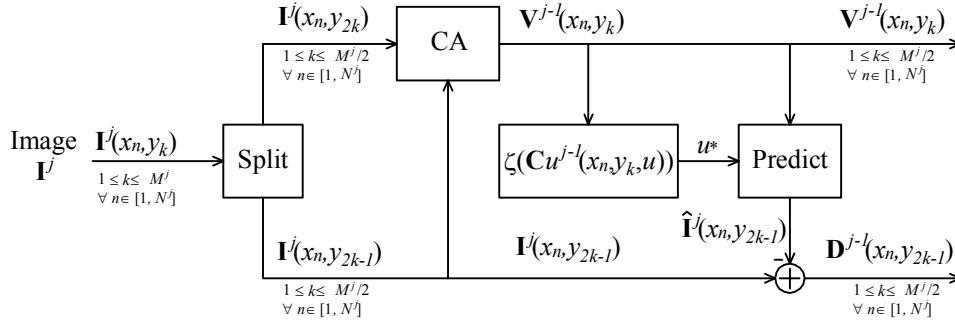 I^j(x_n,y_{2k})
1 ≤ k ≤ M^j/2
∀ n∈[1, N^j]
CA
V^{j-1}(x_n,y_k)
V^{j-1}(x_n,y_k)
1 ≤ k ≤ M^j/2
∀ n∈[1, N^j]
Image
I^j
I^j(x_n,y_k)
1 ≤ k ≤ M^j
∀ n∈[1, N^j]
Split
ζ(Cu^{j-1}(x_n,y_k,u))
u*
Predict
Î^j(x_n,y_{2k-1})
I^j(x_n,y_{2k-1})
1 ≤ k ≤ M^j/2
∀ n∈[1, N^j]
I^j(x_n,y_{2k-1})
-
+
D^{j-1}(x_n,y_{2k-1})
1 ≤ k ≤ M^j/2
∀ n∈[1, N^j]